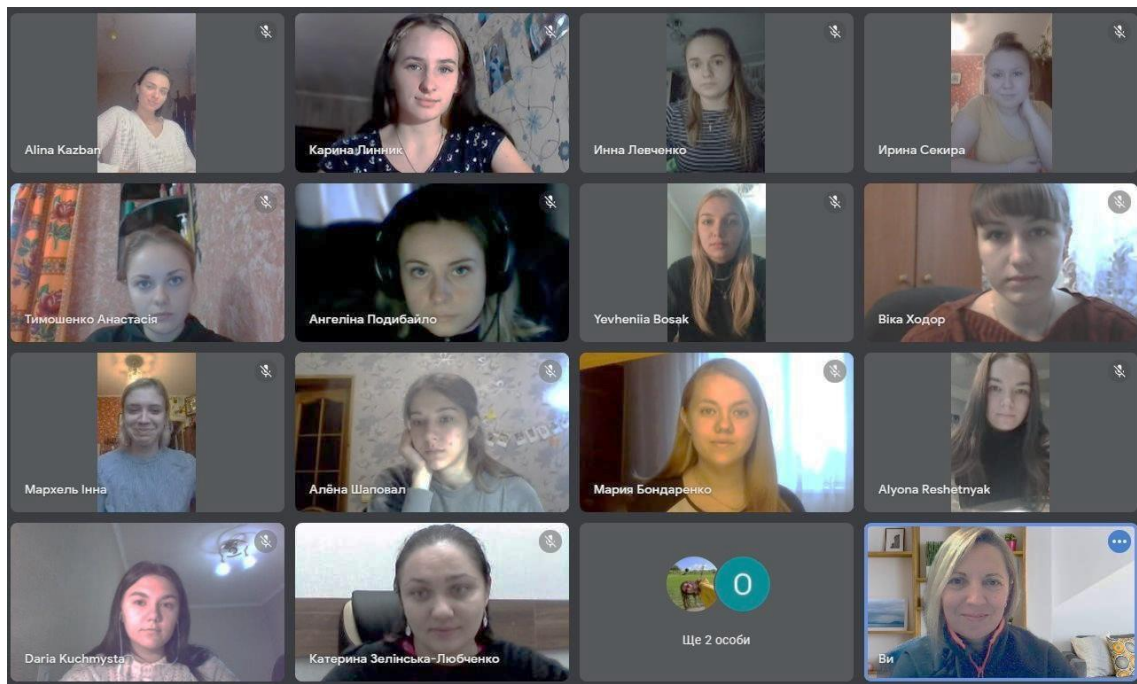 Alina Kazban
Карина Линник
Инна Левченко
Ирина Секира
Тимошенко Анастасія
Ангеліна Подибайло
Yevheniia Bosak
Віка Ходор
Мархель Інна
Алёна Шаповал
Мария Бондаренко
Alyona Reshetnyak
Daria Kuchmysta
Катерина Зелінська-Любченко
О
Ще 2 особи
Ви